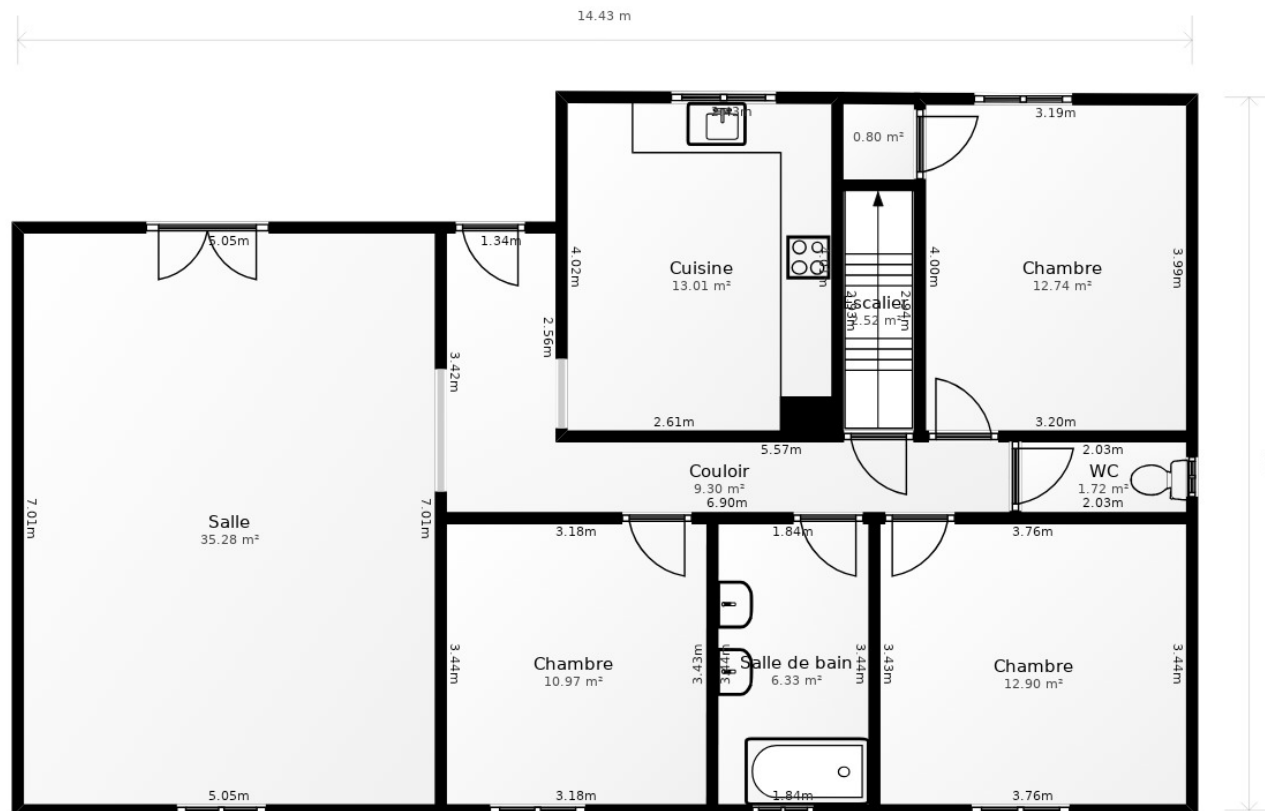 14.43 m
3.19m
0.80 m²
5.05m
1.34m
4.02m
Cuisine
13.01 m²
4.00m
Chambre
12.74 m²
3.99m
2.93m
2.94m
2.56m
3.42m
2.61m
3.20m
5.57m
2.03m
Couloir
9.30 m²
6.90m
WC
1.72 m²
2.03m
7.01m
Salle
35.28 m²
7.01m
3.18m
1.84m
3.76m
3.44m
Chambre
10.97 m²
3.43m
Salle de bain
6.33 m²
3.44m
3.43m
Chambre
12.90 m²
3.44m
5.05m
3.18m
1.84m
3.76m